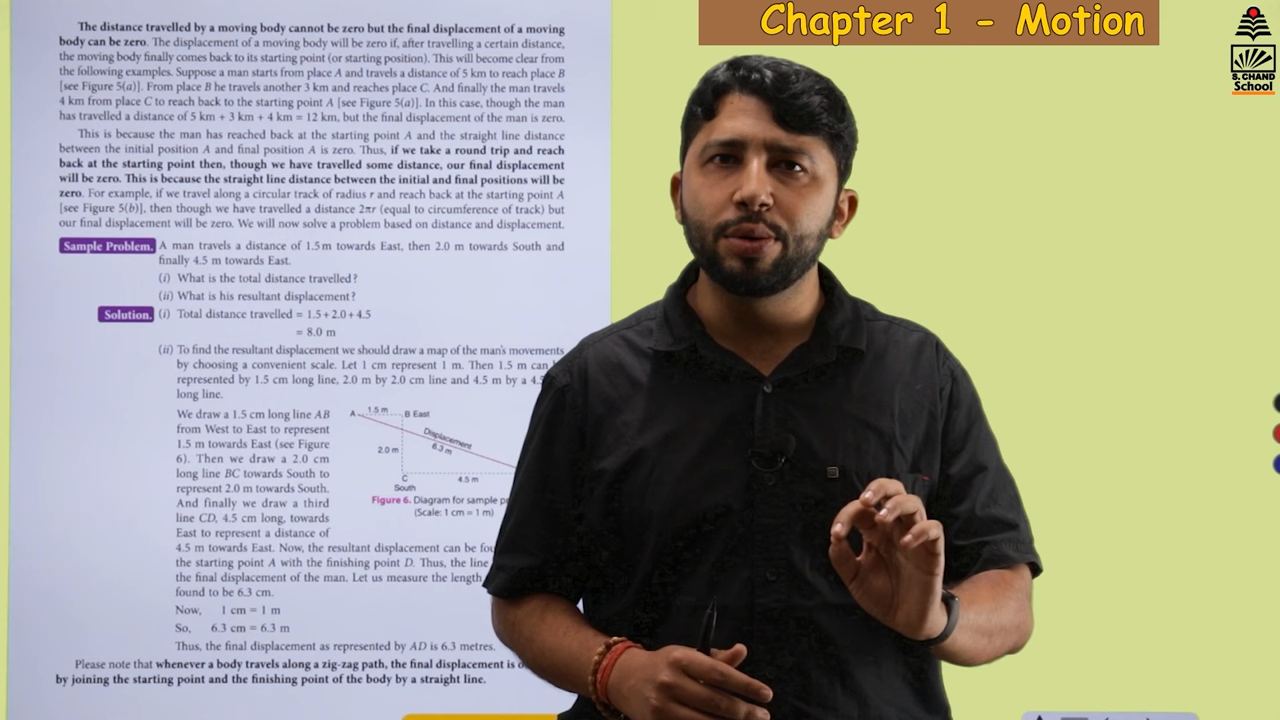 Chapter 1 - Motion
S. CHAND
School
The distance travelled by a moving body cannot be zero but the final displacement of a moving
body can be zero. The displacement of a moving body will be zero if, after travelling a certain distance,
the moving body finally comes back to its starting point (or starting position). This will become clear from
the following examples. Suppose a man starts from place A and travels a distance of 5 km to reach place B
[see Figure 5(a)]. From place B he travels another 3 km and reaches place C. And finally the man travels
4 km from place C to reach back to the starting point A [see Figure 5(a)]. In this case, though the man
has travelled a distance of 5 km + 3 km + 4 km = 12 km, but the final displacement of the man is zero.
This is because the man has reached back at the starting point A and the straight line distance
between the initial position A and final position A is zero. Thus, if we take a round trip and reach
back at the starting point then, though we have travelled some distance, our final displacement
will be zero. This is because the straight line distance between the initial and final positions will be
zero. For example, if we travel along a circular track of radius r and reach back at the starting point A
[see Figure 5(b)], then though we have travelled a distance 2πr (equal to circumference of track) but
our final displacement will be zero. We will now solve a problem based on distance and displacement.
Sample Problem. A man travels a distance of 1.5 m towards East, then 2.0 m towards South and
finally 4.5 m towards East.
(i) What is the total distance travelled?
(ii) What is his resultant displacement?
Solution. (i) Total distance travelled = 1.5 + 2.0 + 4.5
= 8.0 m
(ii) To find the resultant displacement we should draw a map of the man's movements
by choosing a convenient scale. Let 1 cm represent 1 m. Then 1.5 m can
represented by 1.5 cm long line, 2.0 m by 2.0 cm line and 4.5 m by a 4.5
long line.
We draw a 1.5 cm long line AB
from West to East to represent
1.5 m towards East (see Figure
6). Then we draw a 2.0 cm
long line BC towards South to
represent 2.0 m towards South.
And finally we draw a third
line CD, 4.5 cm long, towards
East to represent a distance of
A 1.5 m B East
Displacement
6.3 m
2.0 m
C 4.5 m
South
Figure 6. Diagram for sample
(Scale: 1 cm = 1 m)
4.5 m towards East. Now, the resultant displacement can be
the starting point A with the finishing point D. Thus, the line
the final displacement of the man. Let us measure the length
found to be 6.3 cm.
Now, 1 cm = 1 m
So, 6.3 cm = 6.3 m
Thus, the final displacement as represented by AD is 6.3 metres.
Please note that whenever a body travels along a zig-zag path, the final displacement is
by joining the starting point and the finishing point of the body by a straight line.